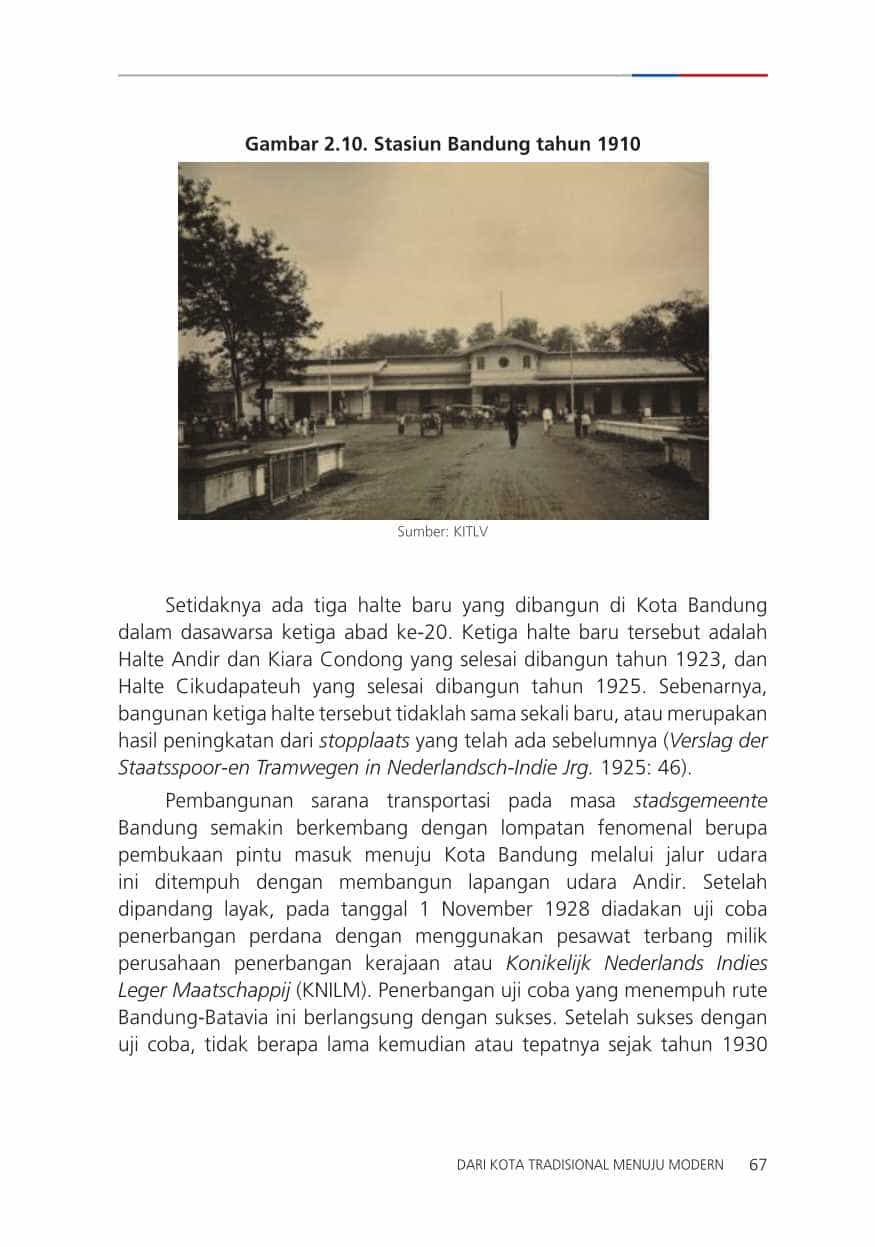 Gambar 2.10. Stasiun Bandung tahun 1910
Sumber: KITLV
Setidaknya ada tiga halte baru yang dibangun di Kota Bandung
dalam dasawarsa ketiga abad ke-20. Ketiga halte baru tersebut adalah
Halte Andir dan Kiara Condong yang selesai dibangun tahun 1923, dan
Halte Cikudapateuh yang selesai dibangun tahun 1925. Sebenarnya,
bangunan ketiga halte tersebut tidaklah sama sekali baru, atau merupakan
hasil peningkatan dari stopplaats yang telah ada sebelumnya (Verslag der
Staatsspoor-en Tramwegen in Nederlandsch-Indie Jrg. 1925: 46).
Pembangunan sarana transportasi pada masa stadsgemeente
Bandung semakin berkembang dengan lompatan fenomenal berupa
pembukaan pintu masuk menuju Kota Bandung melalui jalur udara
ini ditempuh dengan membangun lapangan udara Andir. Setelah
dipandang layak, pada tanggal 1 November 1928 diadakan uji coba
penerbangan perdana dengan menggunakan pesawat terbang milik
perusahaan penerbangan kerajaan atau Konikelijk Nederlands Indies
Leger Maatschappij (KNILM). Penerbangan uji coba yang menempuh rute
Bandung-Batavia ini berlangsung dengan sukses. Setelah sukses dengan
uji coba, tidak berapa lama kemudian atau tepatnya sejak tahun 1930
DARI KOTA TRADISIONAL MENUJU MODERN 67